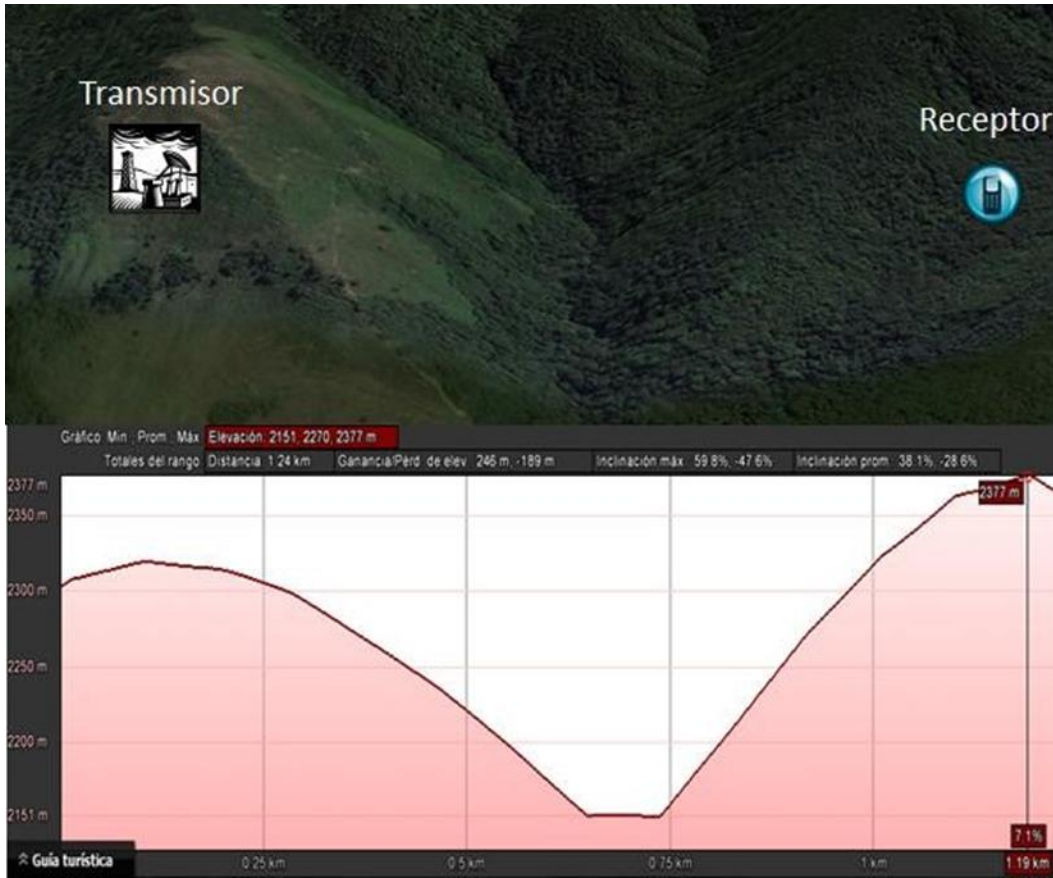 Transmisor
Receptor
Gráfico Min . Prom . Máx Elevación: 2151, 2270, 2377 m
Totales del rango Distancia: 1.24 km Ganancia/Pérd. de elev. 246 m, -189 m Inclinación máx. 59.8%, -47.6% Inclinación prom. 38.1%, -28.6%
2377 m
2377 m
2350 m
2300 m
2250 m
2200 m
2151 m
7.1%
Guía turística 0.25 km 0.5 km 0.75 km 1 km 1.19 km